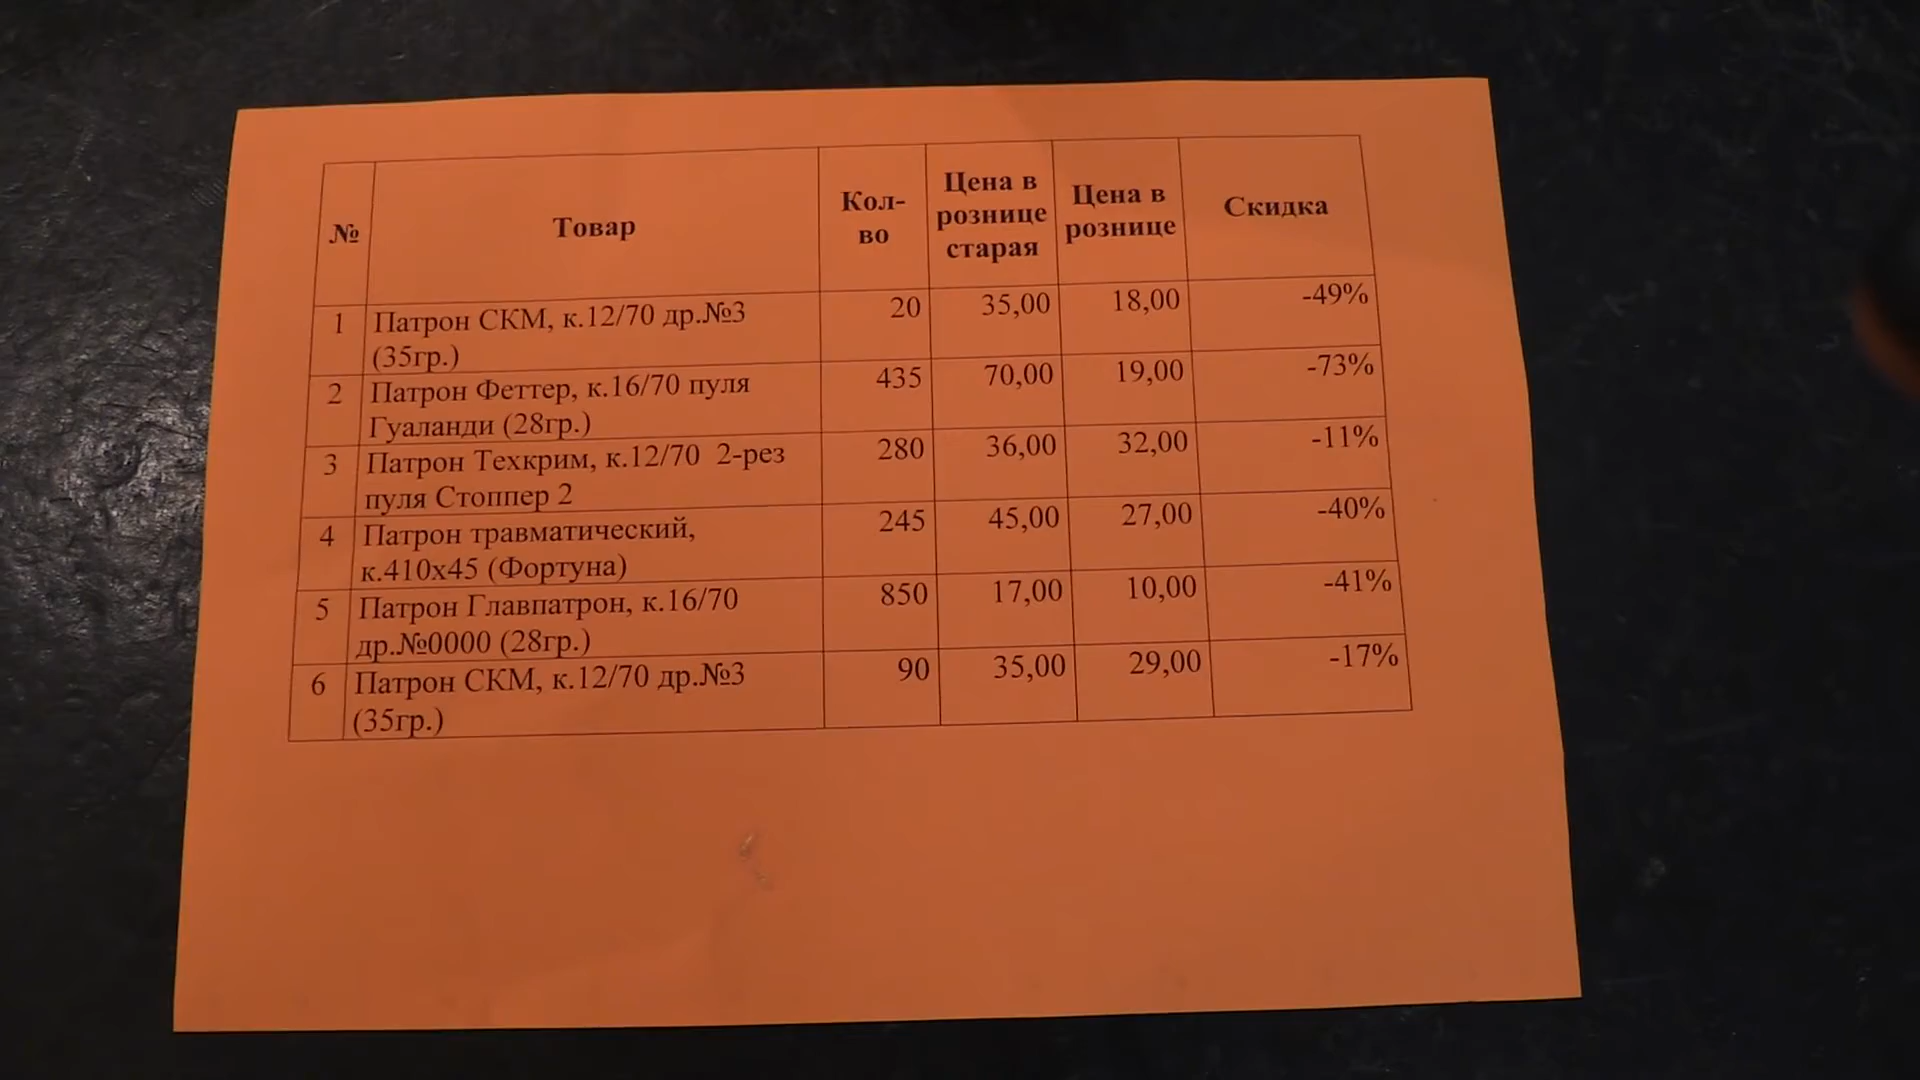 № Товар Кол-во Цена в розн­ице старая Цена в рознице Скидка
1 Патрон СКМ, к.12/70 др.№3 20 35,00 18,00 -49%
(35гр.)
2 Патрон Феттер, к.16/70 пуля 435 70,00 19,00 -73%
Гуаланди (28гр.)
3 Патрон Техкрим, к.12/70 2-рез 280 36,00 32,00 -11%
пуля Стоппер 2
4 Патрон травматический, 245 45,00 27,00 -40%
к.410х45 (Фортуна)
5 Патрон Главпатрон, к.16/70 850 17,00 10,00 -41%
др.№0000 (28гр.)
6 Патрон СКМ, к.12/70 др.№3 90 35,00 29,00 -17%
(35гр.)